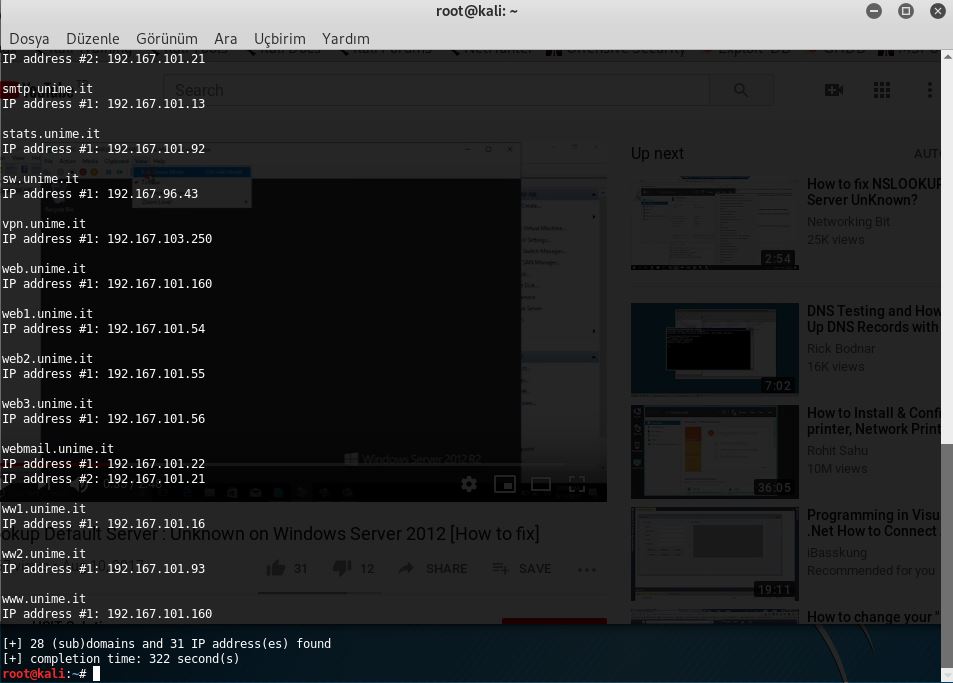 root@kali: ~
Dosya Düzenle Görünüm Ara Uçbirim Yardım
IP address #2: 192.167.101.21
smtp.unime.it
IP address #1: 192.167.101.13
stats.unime.it
IP address #1: 192.167.101.92
sw.unime.it
IP address #1: 192.167.96.43
vpn.unime.it
IP address #1: 192.167.103.250
web.unime.it
IP address #1: 192.167.101.160
web1.unime.it
IP address #1: 192.167.101.54
web2.unime.it
IP address #1: 192.167.101.55
web3.unime.it
IP address #1: 192.167.101.56
webmail.unime.it
IP address #1: 192.167.101.22
IP address #2: 192.167.101.21
ww1.unime.it
IP address #1: 192.167.101.16
ww2.unime.it
IP address #1: 192.167.101.93
www.unime.it
IP address #1: 192.167.101.160
[+] 28 (sub)domains and 31 IP address(es) found
[+] completion time: 322 second(s)
root@kali:~#
Search
Windows Server 2012 R2
Default Server : Unknown on Windows Server 2012 [How to fix]
31 12 SHARE SAVE
Up next
How to fix NSLOOKUP
Server UnKnown?
Networking Bit
25K views
2:54
DNS Testing and How
Up DNS Records with
Rick Bodnar
16K views
7:02
How to Install & Confi
printer, Network Print
Rohit Sahu
10M views
36:05
Programming in Visu
.Net How to Connect
iBasskung
Recommended for you
19:11
How to change your "